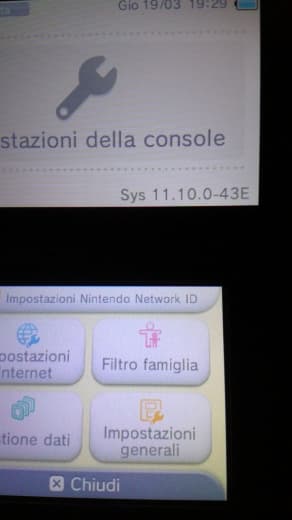 Gio 19/03 19:29
stazioni della console
Sys 11.10.0-43E
Impostazioni Nintendo Network ID
postazioni
nternet
Filtro famiglia
tione dati
Impostazioni
generali
X Chiudi